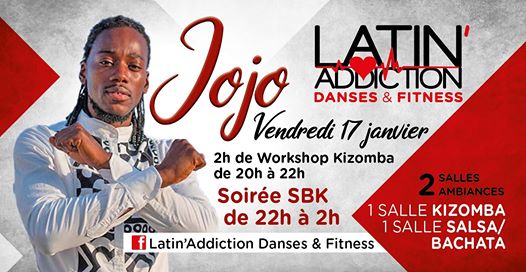 Jojo
LATIN'
ADDICTION
DANSES & FITNESS
Vendredi 17 janvier
2h de Workshop Kizomba
de 20h à 22h
Soirée SBK
de 22h à 2h
f Latin'Addiction Danses & Fitness
2 SALLES
AMBIANCES
1 SALLE KIZOMBA
1 SALLE SALSA/
BACHATA